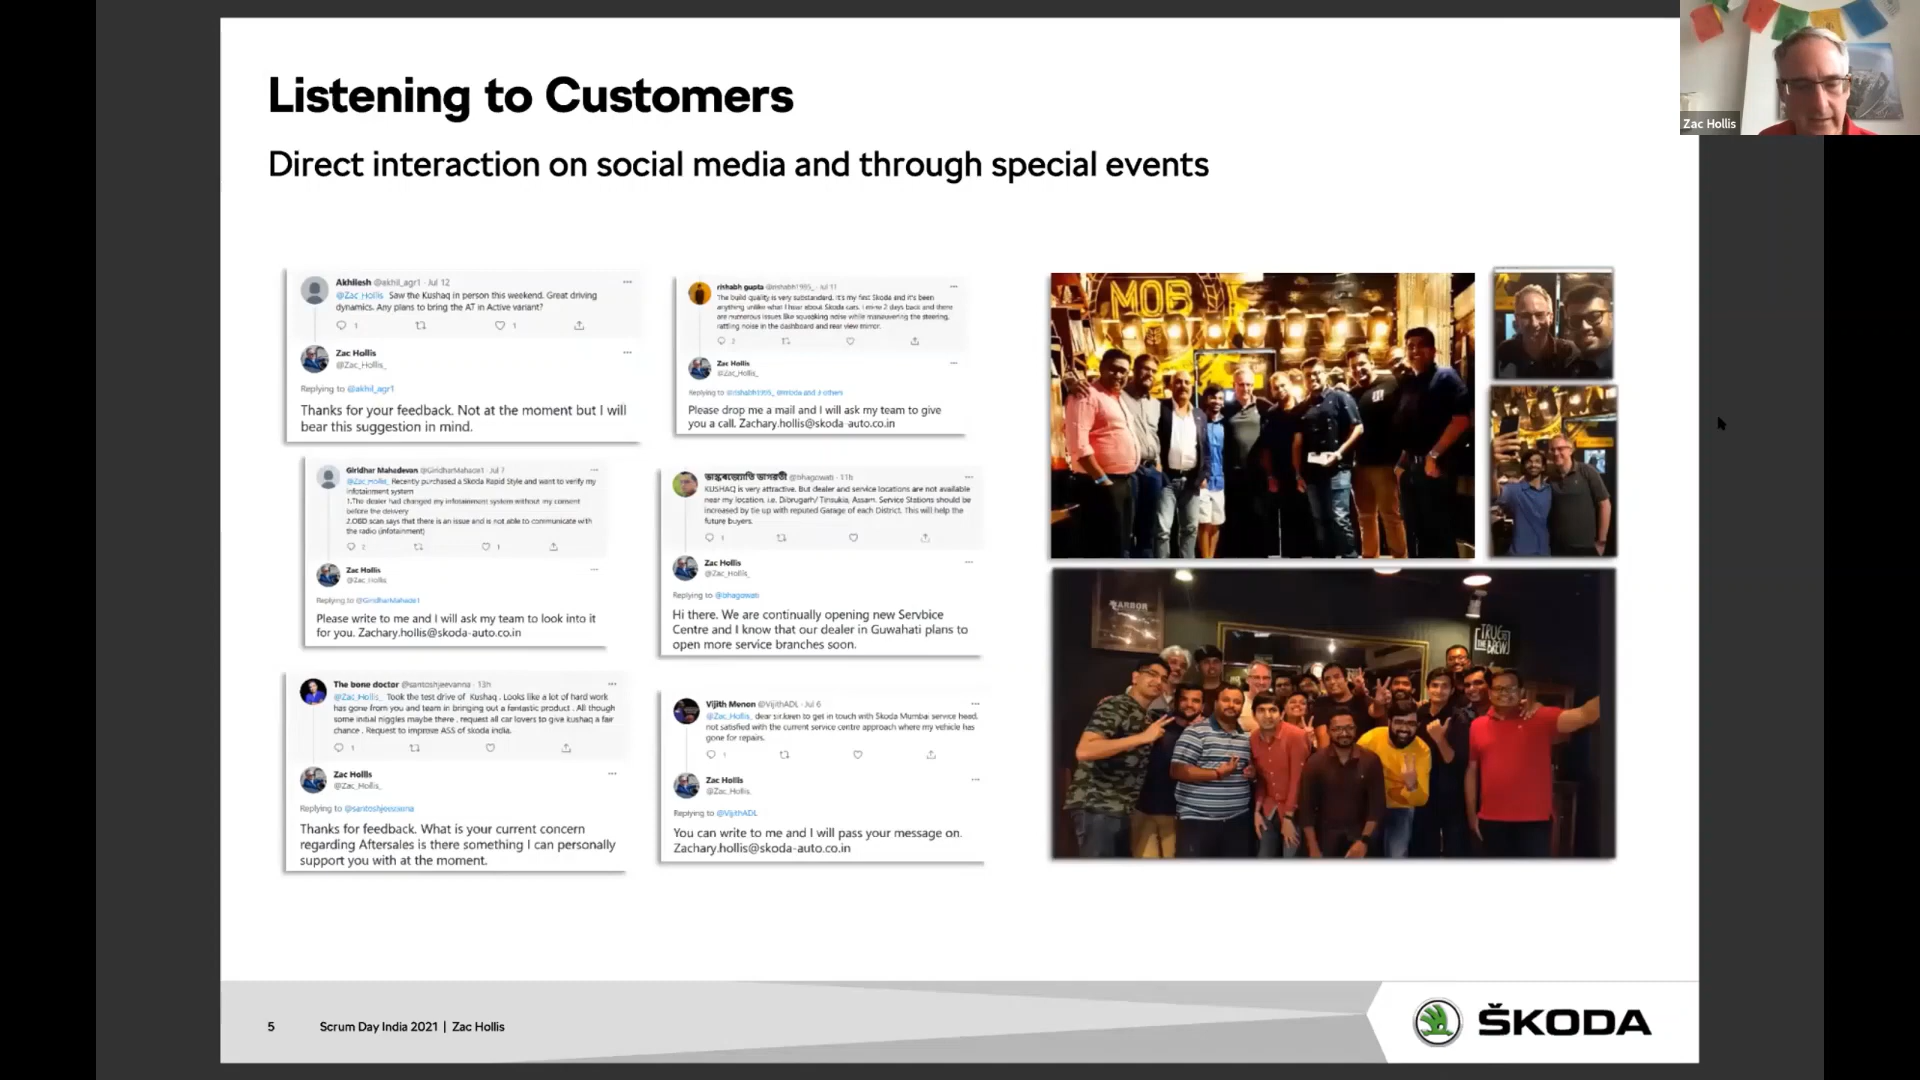 Listening to Customers
Direct interaction on social media and through special events
Akhliesh @akhil_agr1 · Jul 12
@Zac_Hollis_ Saw the Kushaq in person this weekend. Great driving
dynamics. Any plans to bring the AT in Active variant?
1
1
Zac Hollis
@Zac_Hollis_
Replying to @akhil_agr1
Thanks for your feedback. Not at the moment but I will
bear this suggestion in mind.
rishabh gupta @rishabh1995_ · Jul 11
The build quality is very substandard. It's my first Skoda and it's been
anything unlike what I hear about Skoda cars. I mine 2 days back and there
are numerous issues like squeaking noise while maneuvering the steering,
rattling noise in the dashboard and rear view mirror.
2
Zac Hollis
@Zac_Hollis_
Replying to @rishabh1995_ and 3 others
Please drop me a mail and I will ask my team to give
you a call. Zachary.hollis@skoda-auto.co.in
Giridhar Mahadevan @GiridharMahade1 · Jul 7
@Zac_Hollis_ Recently purchased a Skoda Rapid Style and want to verify my
infotainment system
1.The dealer had changed my infotainment system without my consent
before the delivery
2.OBD scan says that there is an issue and is not able to communicate with
the radio (infotainment)
2
1
Zac Hollis
@Zac_Hollis_
Replying to @GiridharMahade1
Please write to me and I will ask my team to look into it
for you. Zachary.hollis@skoda-auto.co.in
@bhagowati · 11h
KUSHAQ is very attractive. But dealer and service locations are not available
near my location. i.e. Dibrugarh/ Tinsukia, Assam. Service Stations should be
increased by tie up with reputed Garage of each District. This will help the
future buyers.
1
Zac Hollis
@Zac_Hollis_
Replying to @bhagowati
Hi there. We are continually opening new Servbice
Centre and I know that our dealer in Guwahati plans to
open more service branches soon.
The bone doctor @santoshjeevanna · 13h
@Zac_Hollis_ Took the test drive of Kushaq . Looks like a lot of hard work
has gone from you and team in bringing out a fantastic product . All though
some initial niggles maybe there . request all car lovers to give kushaq a fair
chance . Request to improve ASS of skoda india.
1
Zac Hollis
@Zac_Hollis_
Replying to @santoshjeevanna
Thanks for feedback. What is your current concern
regarding Aftersales is there something I can personally
support you with at the moment.
Vijith Menon @VijithADL · Jul 6
@Zac_Hollis_ dear sir, keen to get in touch with Skoda Mumbai service head,
not satisfied with the current service centre approach where my vehicle has
gone for repairs.
1
Zac Hollis
@Zac_Hollis_
Replying to @VijithADL
You can write to me and I will pass your message on.
Zachary.hollis@skoda-auto.co.in
MOB
ARBOR
TRUE
THE BREW
Zac Hollis
5
Scrum Day India 2021 | Zac Hollis
ŠKODA